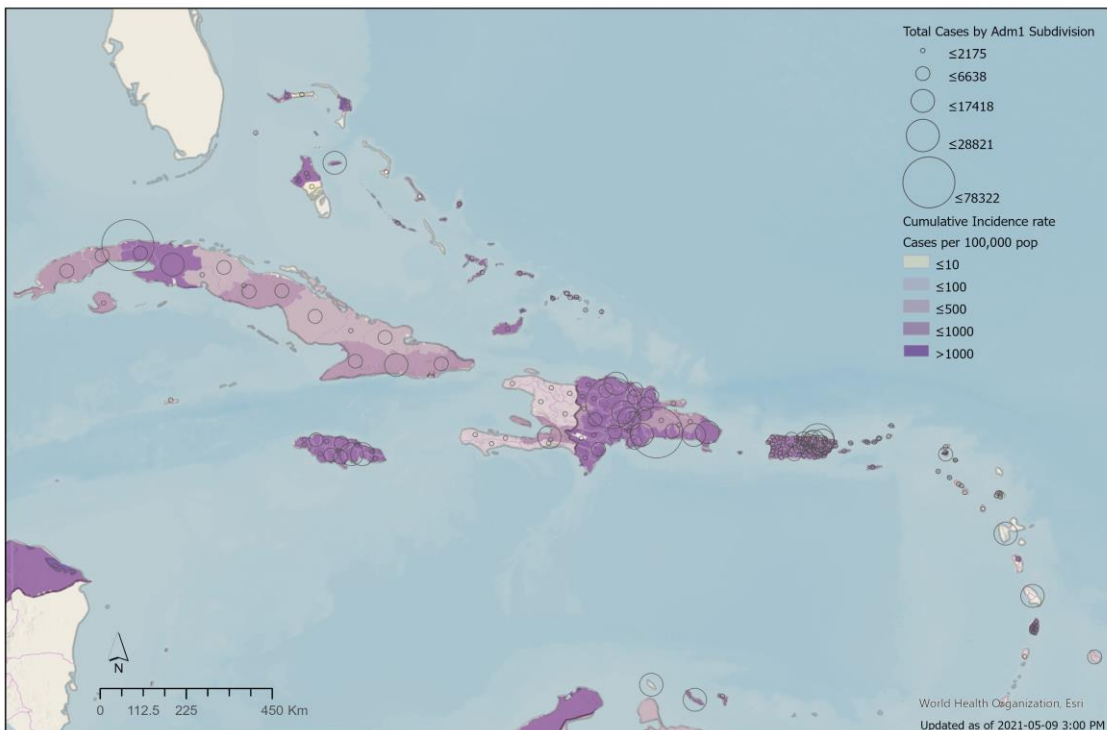 Total Cases by Adm1 Subdivision
≤2175
≤6638
≤17418
≤28821
≤78322
Cumulative Incidence rate
Cases per 100,000 pop
≤10
≤100
≤500
≤1000
>1000
N
0 112.5 225 450 Km
World Health Organization, Esri
Updated as of 2021-05-09 3:00 PM